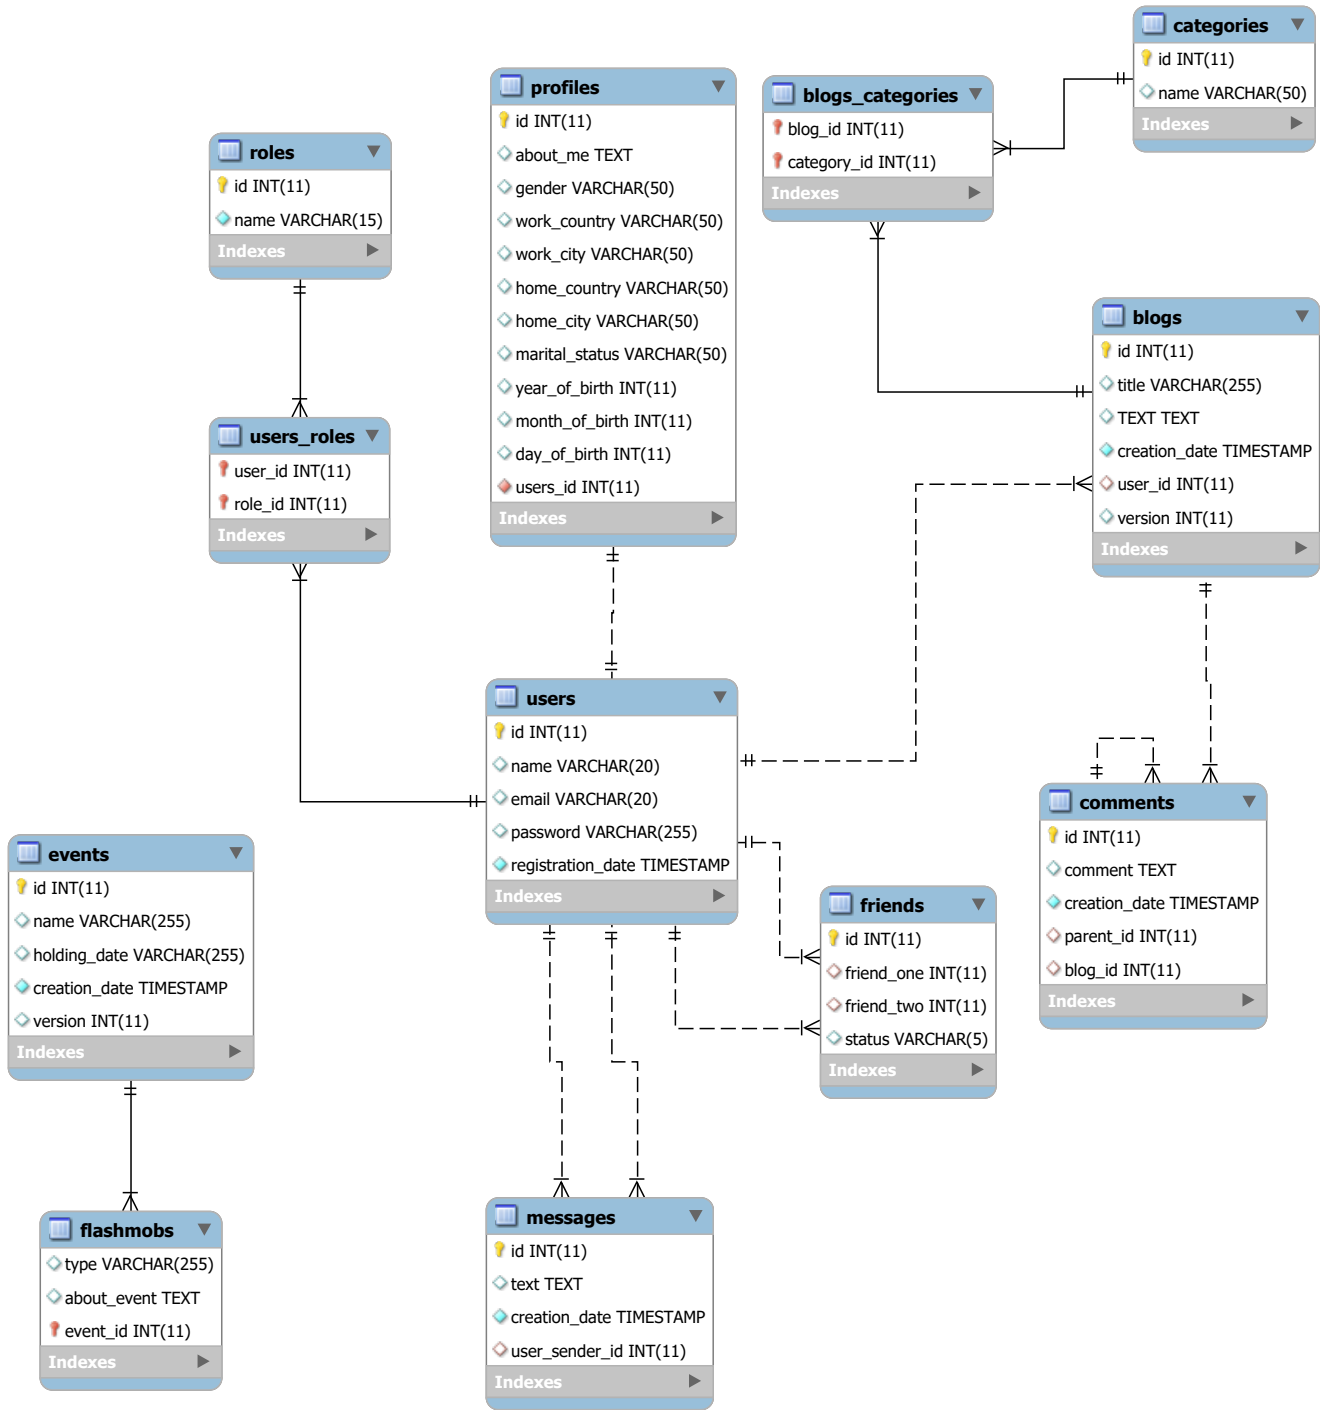 categories
id INT(11)
name VARCHAR(50)
Indexes
profiles
id INT(11)
about_me TEXT
gender VARCHAR(50)
work_country VARCHAR(50)
work_city VARCHAR(50)
home_country VARCHAR(50)
home_city VARCHAR(50)
marital_status VARCHAR(50)
year_of_birth INT(11)
month_of_birth INT(11)
day_of_birth INT(11)
users_id INT(11)
Indexes
blogs_categories
blog_id INT(11)
category_id INT(11)
Indexes
roles
id INT(11)
name VARCHAR(15)
Indexes
blogs
id INT(11)
title VARCHAR(255)
TEXT TEXT
creation_date TIMESTAMP
user_id INT(11)
version INT(11)
Indexes
users_roles
user_id INT(11)
role_id INT(11)
Indexes
users
id INT(11)
name VARCHAR(20)
email VARCHAR(20)
password VARCHAR(255)
registration_date TIMESTAMP
Indexes
comments
id INT(11)
comment TEXT
creation_date TIMESTAMP
parent_id INT(11)
blog_id INT(11)
Indexes
events
id INT(11)
name VARCHAR(255)
holding_date VARCHAR(255)
creation_date TIMESTAMP
version INT(11)
Indexes
friends
id INT(11)
friend_one INT(11)
friend_two INT(11)
status VARCHAR(5)
Indexes
messages
id INT(11)
text TEXT
creation_date TIMESTAMP
user_sender_id INT(11)
Indexes
flashmobs
type VARCHAR(255)
about_event TEXT
event_id INT(11)
Indexes